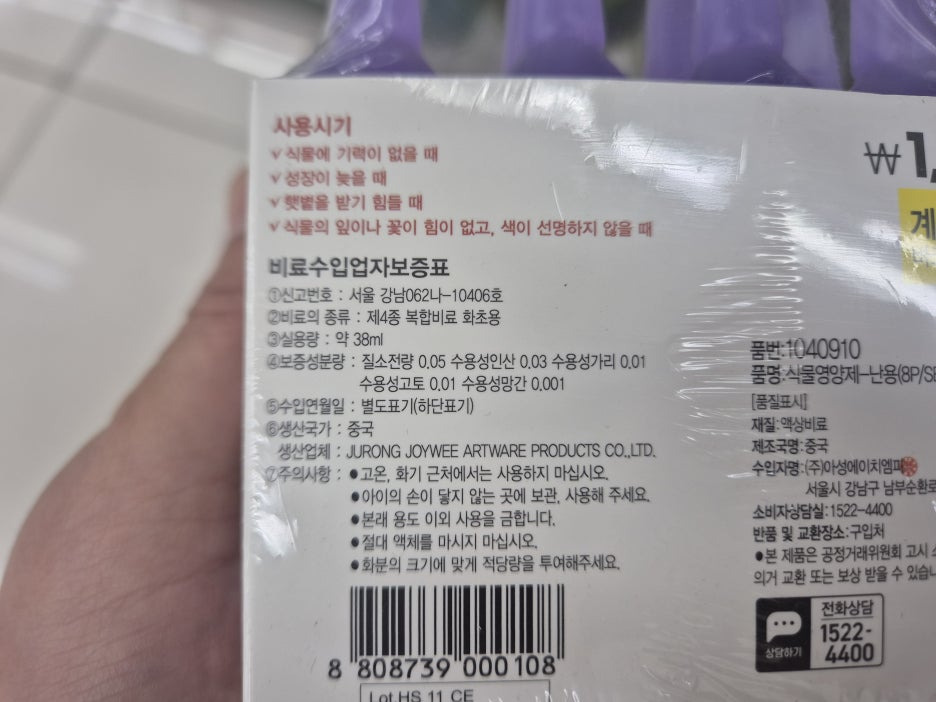 사용시기
√ 식물에 기력이 없을 때
√ 성장이 늦을 때
√ 햇볕을 받기 힘들 때
√ 식물의 잎이나 꽃이 힘이 없고, 색이 선명하지 않을 때
비료수입업자보증표
①신고번호 : 서울 강남062나-10406호
②비료의 종류 : 제4종 복합비료 화초용
③실용량 : 약 38ml
④보증성분량 : 질소전량 0.05 수용성인산 0.03 수용성가리 0.01
수용성고토 0.01 수용성망간 0.001
⑤수입연월일 : 별도표기(하단표기)
⑥생산국가 : 중국
생산업체 : JURONG JOYWEE ARTWARE PRODUCTS CO.,LTD.
⑦주의사항 : ●고온, 화기 근처에서는 사용하지 마십시오.
●아이의 손이 닿지 않는 곳에 보관, 사용해 주세요.
●본래 용도 이외 사용을 금합니다.
●절대 액체를 마시지 마십시오.
●화분의 크기에 맞게 적당량을 투여해주세요.
8 808739 000108
Lot.HS 11 CE
₩1,
계
품번:1040910
품명:식물영양제-난용(8P/SE
[품질표시]
재질:액상비료
제조국명:중국
수입자명:(주)아성에이치엠피
서울시 강남구 남부순환로
소비자상담실:1522-4400
반품 및 교환장소:구입처
●본 제품은 공정거래위원회 고시 소
의거 교환 또는 보상 받을 수 있습니
상담하기
전화상담
1522-
4400